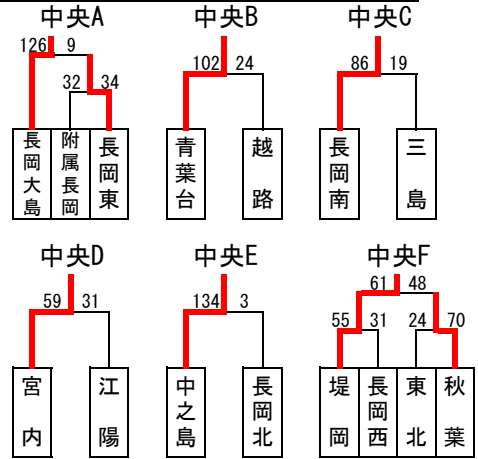 中央A
126 9
32 34
長岡大島
附属長岡
長岡東
中央B
102 24
青葉台
越路
中央C
86 19
長岡南
三島
中央D
59 31
宮内
江陽
中央E
134 3
中之島
長岡北
中央F
61 48
55 31 24 70
堤岡
長岡西
東北
秋葉